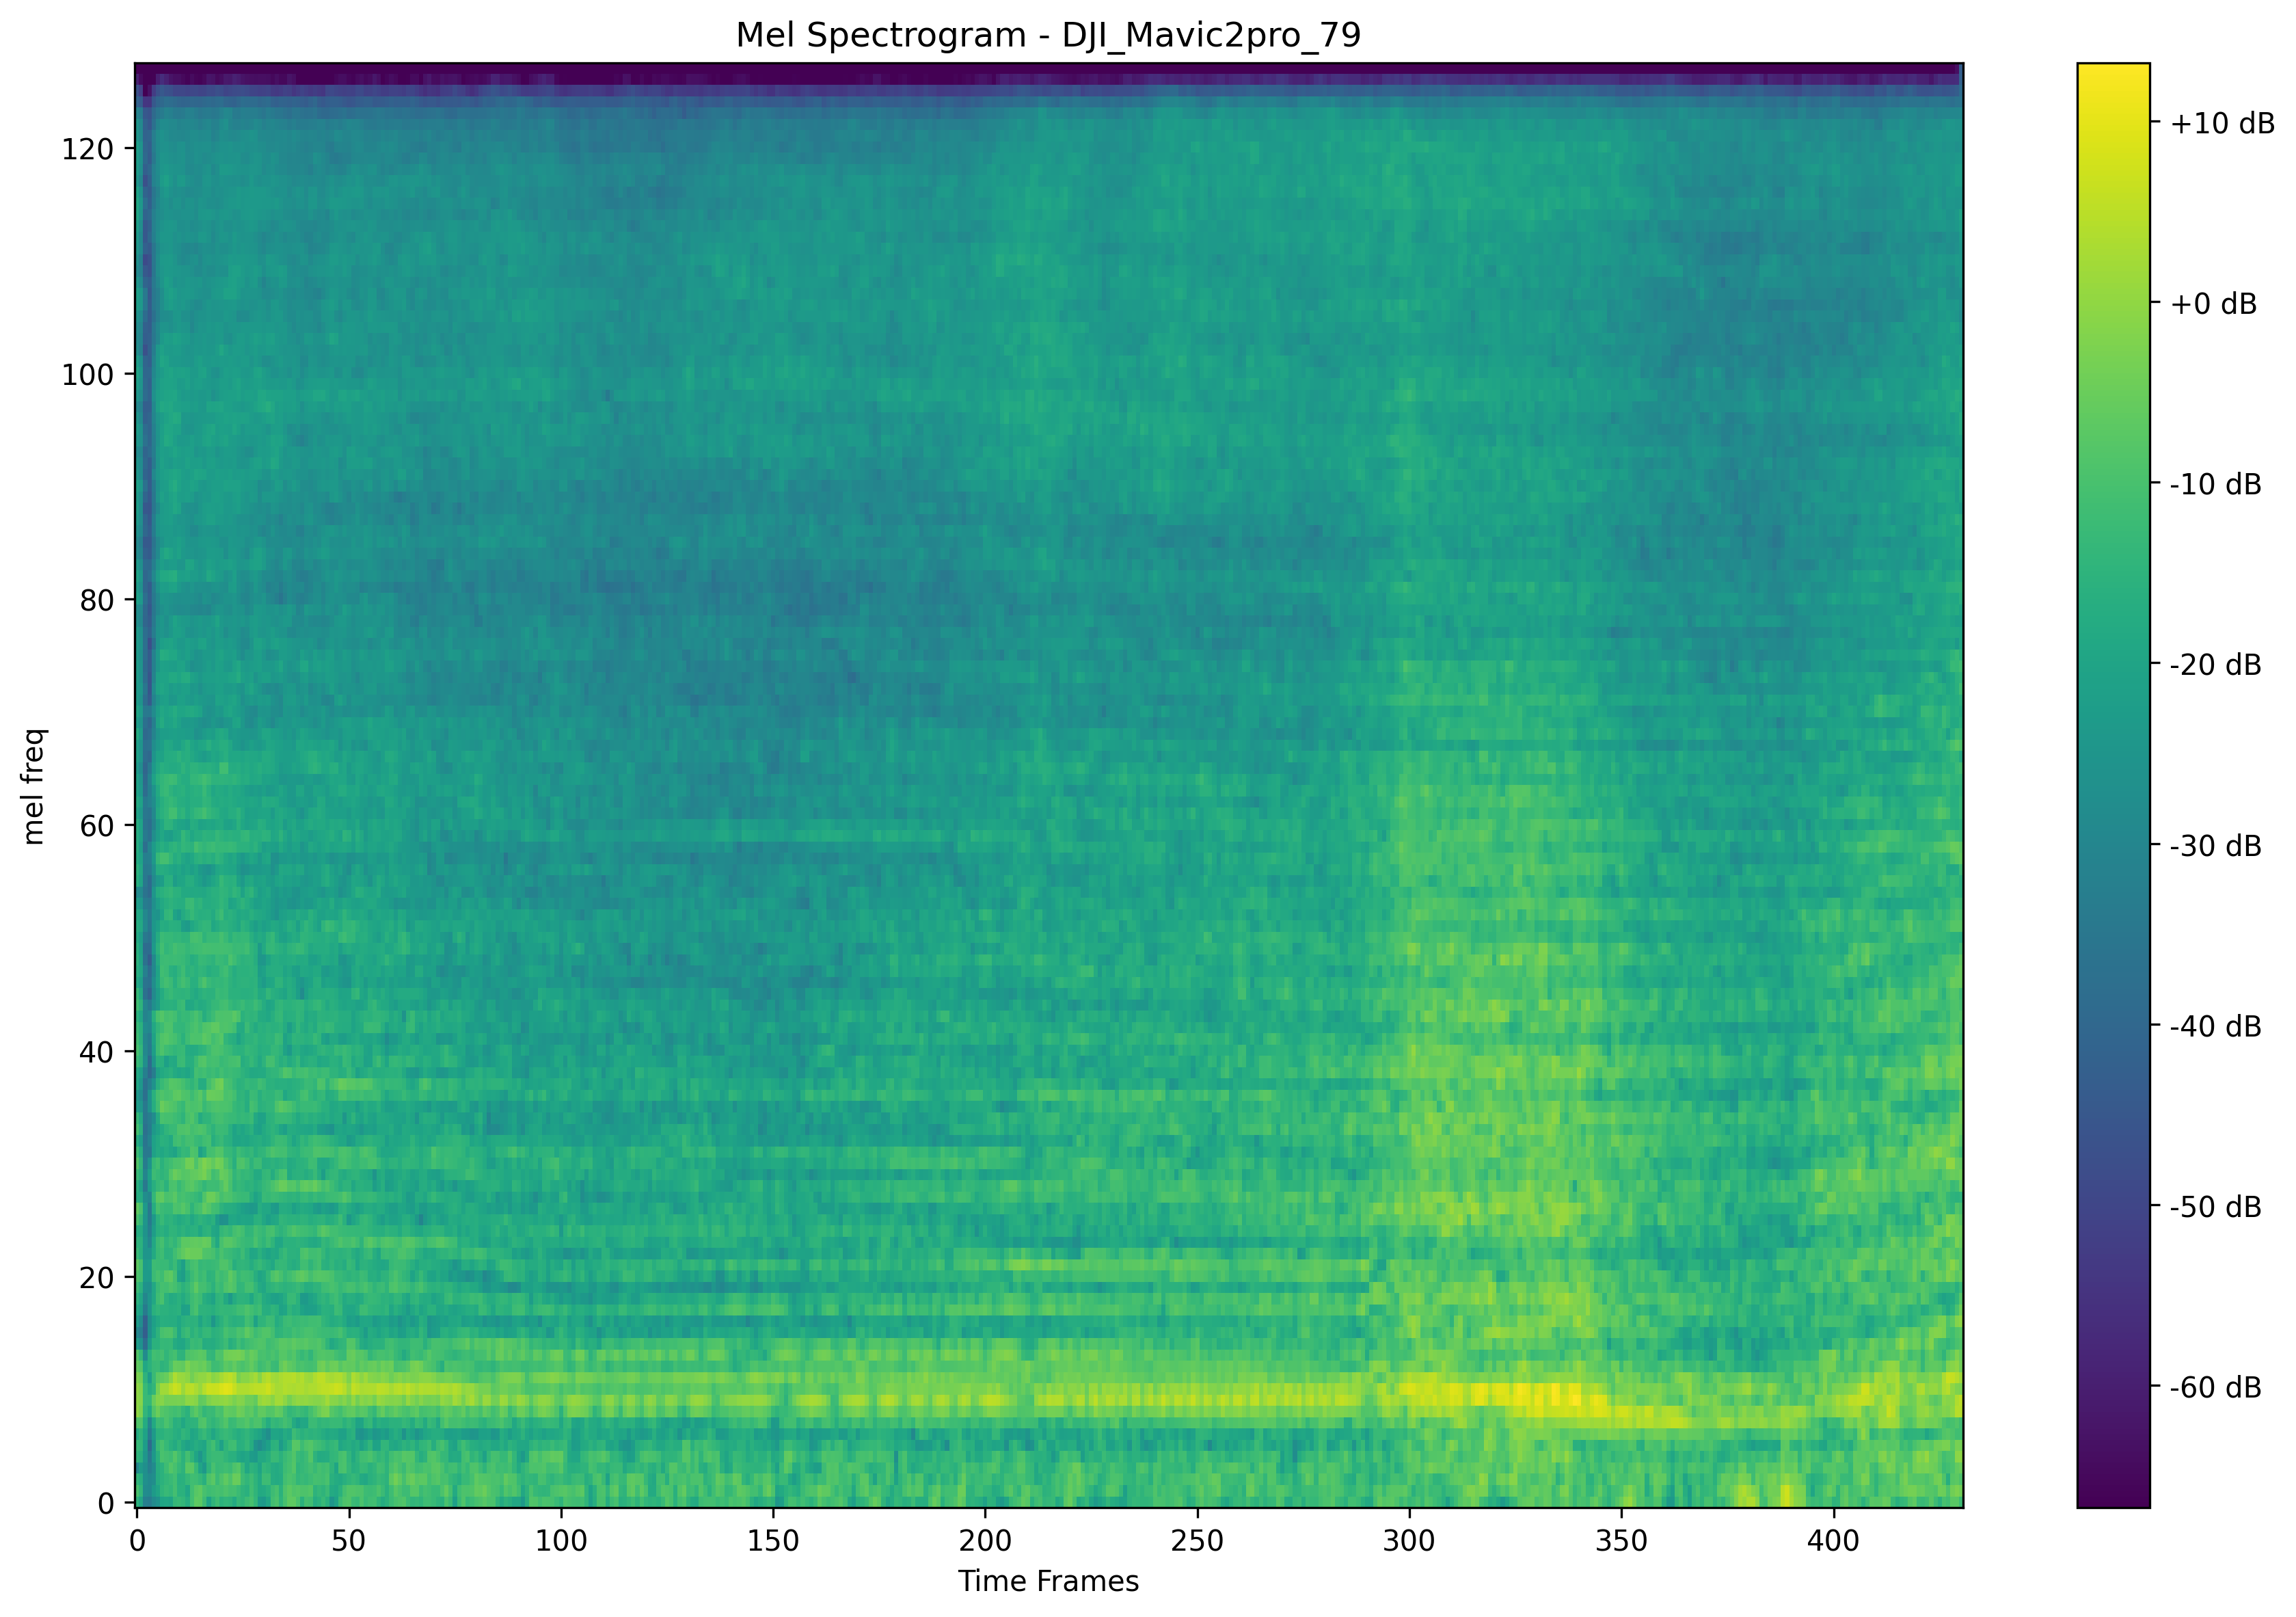 Mel Spectrogram - DJI_Mavic2pro_79
120
100
80
60
40
20
0
mel freq
0 50 100 150 200 250 300 350 400
Time Frames
+10 dB
+0 dB
-10 dB
-20 dB
-30 dB
-40 dB
-50 dB
-60 dB